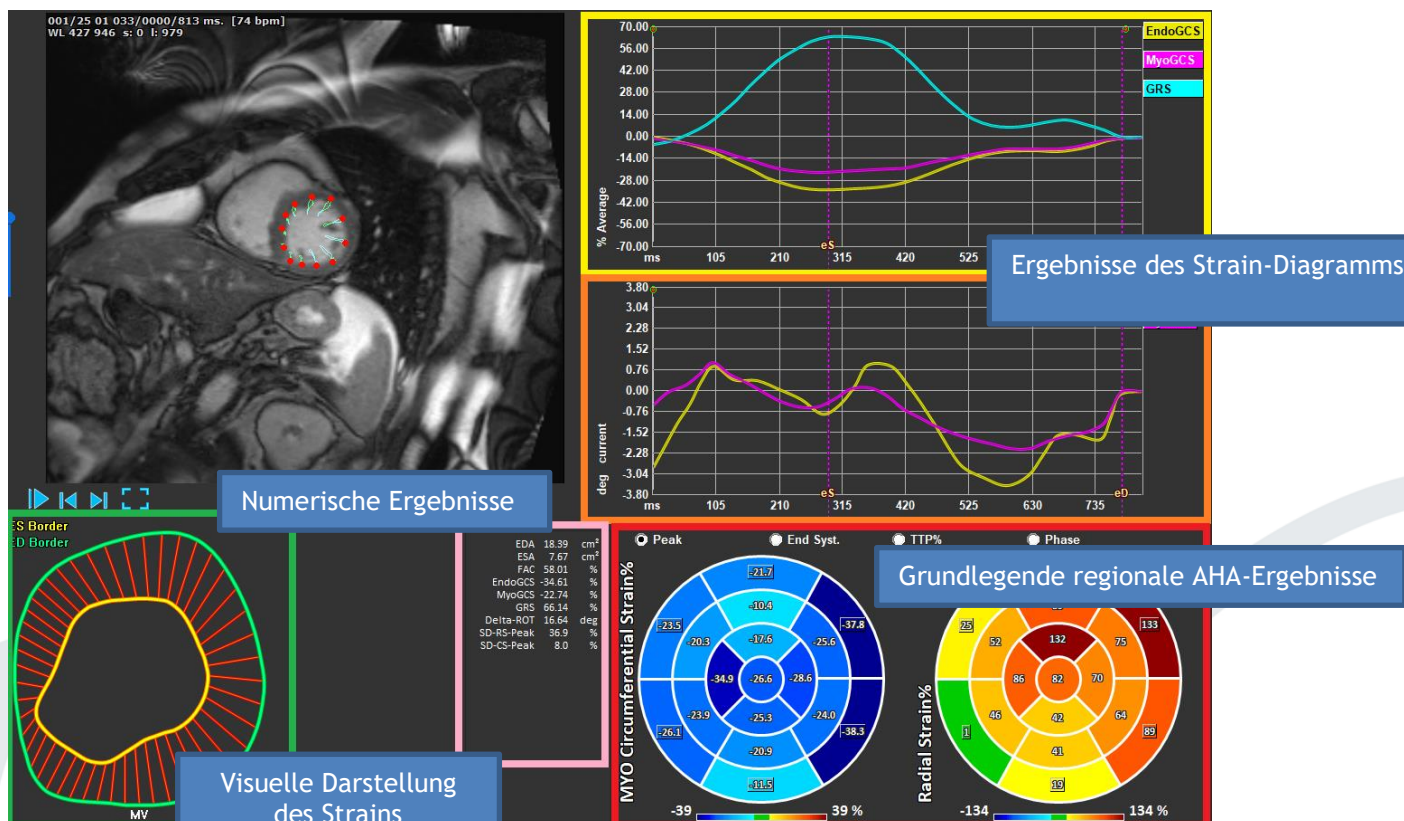 001/25 01 033/0000/813 ms. [74 bpm]
WL 427 946 s: 0 l: 979
70.00
56.00
42.00
28.00
14.00
0.00
-14.00
-28.00
-42.00
-56.00
-70.00
% Average
ms 105 210 315 420 525
eS
EndoGCS
MyoGCS
GRS
Ergebnisse des Strain-Diagramms
3.80
3.04
2.28
1.52
0.76
0.00
-0.76
-1.52
-2.28
-3.04
-3.80
deg current
ms 105 210 315 420 525 630 735
eS
eD
Numerische Ergebnisse
ES Border
ED Border
MV
Visuelle Darstellung
des Strains
EDA 18.39 cm²
ESA 7.67 cm²
FAC 58.01 %
EndoGCS -34.61 %
MyoGCS -22.74 %
GRS 66.14 %
Delta-ROT 16.64 deg
SD-RS-Peak 36.9 %
SD-CS-Peak 8.0 %
Peak End Syst. TTP% Phase
Grundlegende regionale AHA-Ergebnisse
MYO Circumferential Strain%
-21.7
-10.4
-23.5 -37.8
-20.3 -17.6 -25.6
-34.9 -26.6 -28.6
-23.9 -25.3 -24.0
-26.1 -38.3
-20.9
-11.5
-39 39 %
Radial Strain%
25 133
52 132 75
86 82 70
46 42 64
1 89
41
19
-134 134 %